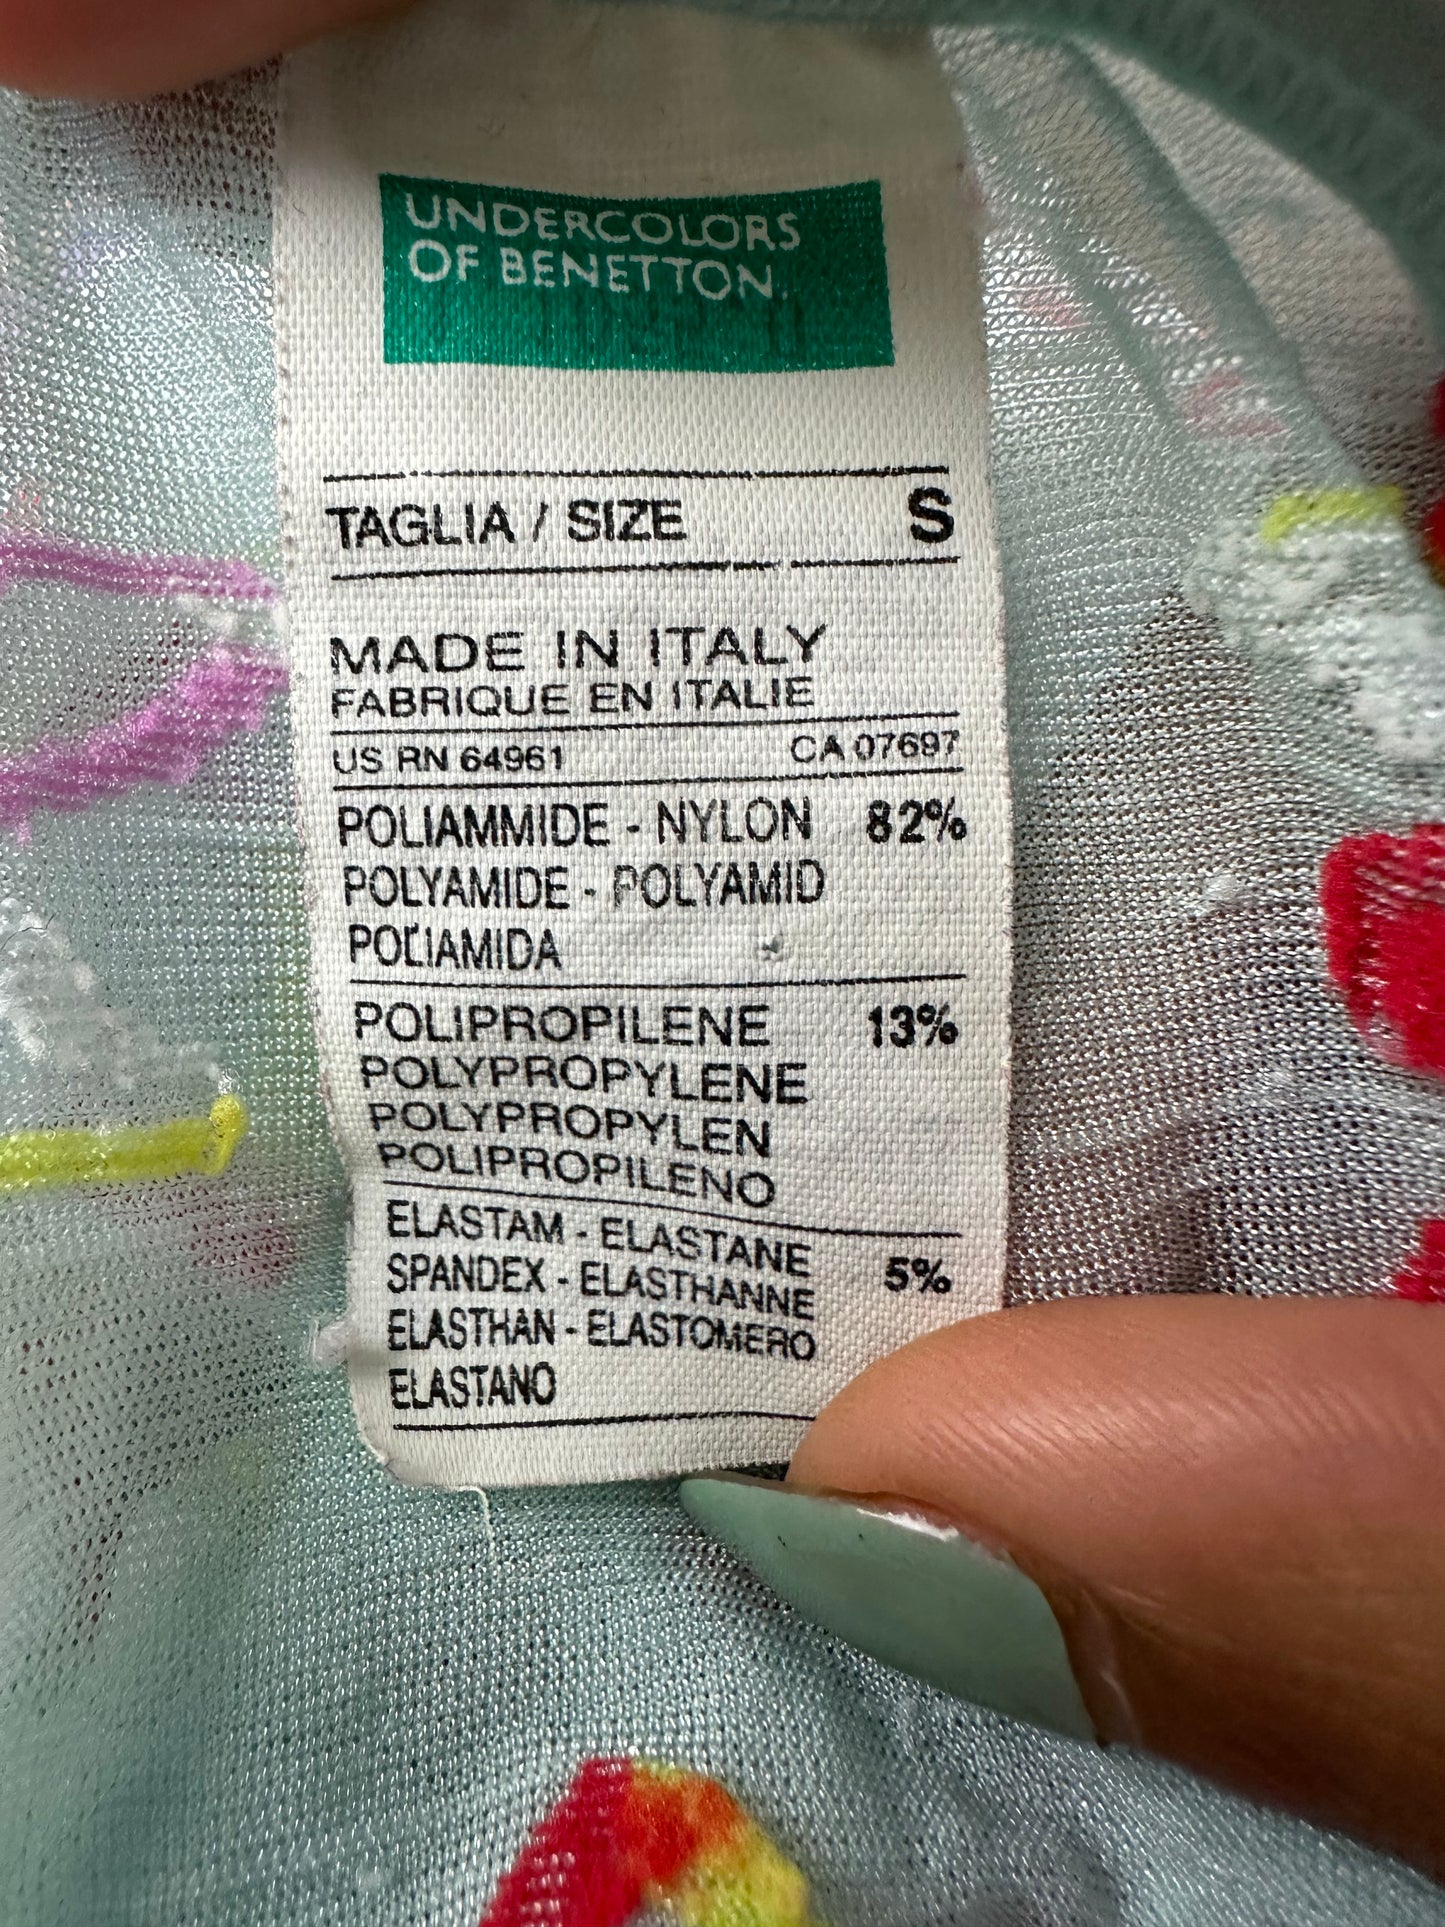 UNDERCOLORS
OF BENETTON.
TAGLIA / SIZE S
MADE IN ITALY
FABRIQUE EN ITALIE
US RN 64961 CA 07697
POLIAMMIDE - NYLON 82%
POLYAMIDE - POLYAMID
POLIAMIDA
POLIPROPILENE 13%
POLYPROPYLENE
POLYPROPYLEN
POLIPROPILENO
ELASTAM - ELASTANE
SPANDEX - ELASTHANNE 5%
ELASTHAN - ELASTOMERO
ELASTANO